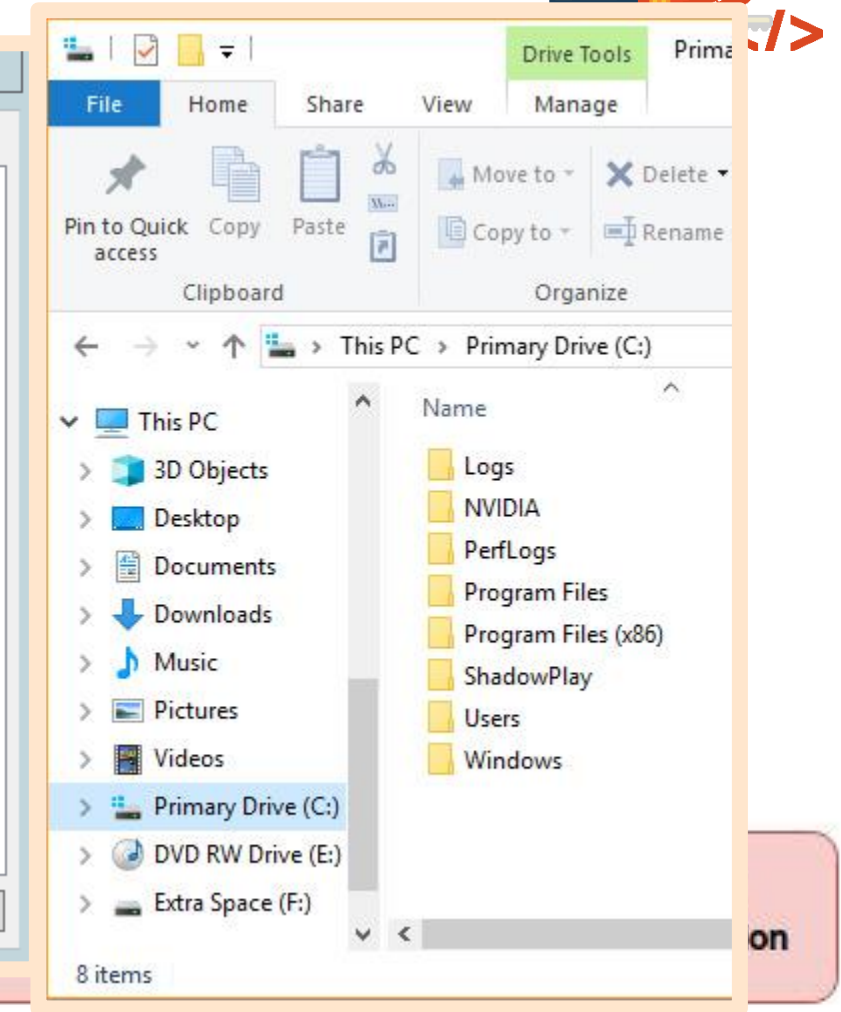 </>
Drive Tools Prima
File Home Share View Manage
Move to Delete
Pin to Quick access Copy Paste
Copy to Rename
Clipboard Organize
This PC > Primary Drive (C:)
This PC
3D Objects
Desktop
Documents
Downloads
Music
Pictures
Videos
Primary Drive (C:)
DVD RW Drive (E:)
Extra Space (F:)
Name
Logs
NVIDIA
PerfLogs
Program Files
Program Files (x86)
ShadowPlay
Users
Windows
8 items
on